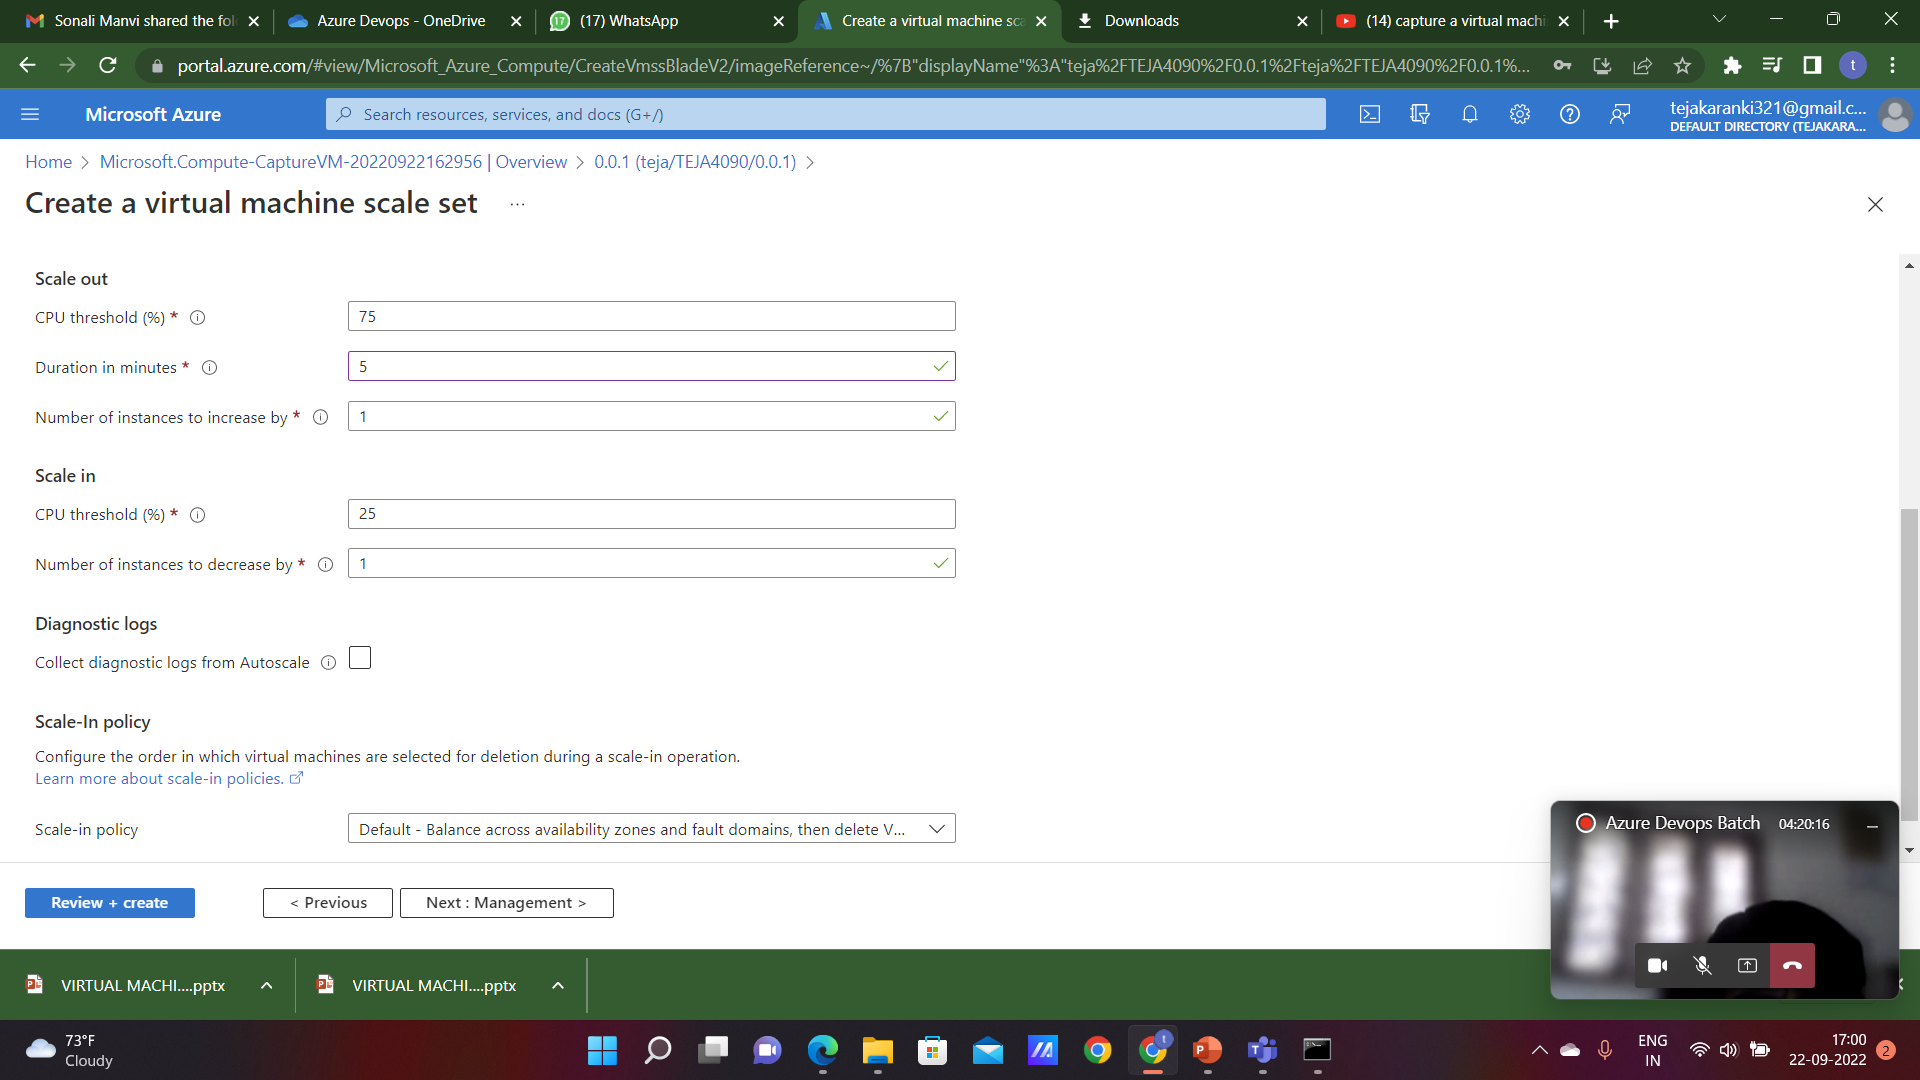 Sonali Manvi shared the fol
Azure Devops - OneDrive
17
(17) WhatsApp
Create a virtual machine sca
Downloads
(14) capture a virtual machi
portal.azure.com/#view/Microsoft_Azure_Compute/CreateVmssBladeV2/imageReference~/%7B"displayName"%3A"teja%2FTEJA4090%2F0.0.1%2Fteja%2FTEJA4090%2F0.0.1%...
t
Microsoft Azure
Search resources, services, and docs (G+/)
tejakaranki321@gmail.c...
DEFAULT DIRECTORY (TEJAKARA...
Home > Microsoft.Compute-CaptureVM-20220922162956 | Overview > 0.0.1 (teja/TEJA4090/0.0.1) >
Create a virtual machine scale set ...
Scale out
CPU threshold (%) * 75
Duration in minutes * 5
Number of instances to increase by * 1
Scale in
CPU threshold (%) * 25
Number of instances to decrease by * 1
Diagnostic logs
Collect diagnostic logs from Autoscale
Scale-In policy
Configure the order in which virtual machines are selected for deletion during a scale-in operation.
Learn more about scale-in policies.
Scale-in policy Default - Balance across availability zones and fault domains, then delete V...
Azure Devops Batch 04:20:16
Review + create < Previous Next : Management >
VIRTUAL MACHI....pptx VIRTUAL MACHI....pptx
73°F
Cloudy
t
ENG
IN
17:00
22-09-2022
2